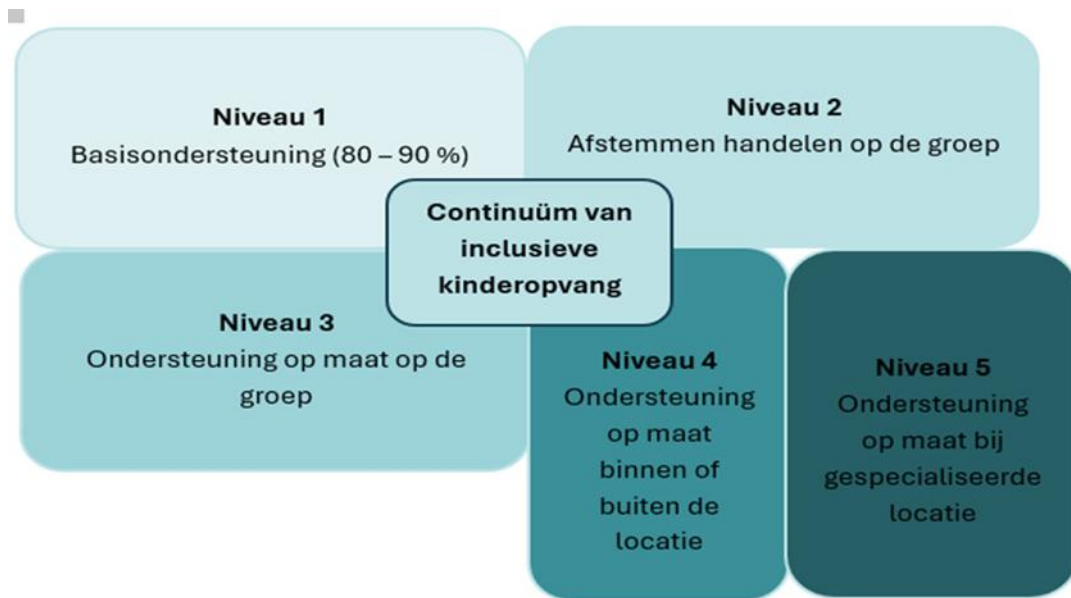 Niveau 1
Basisondersteuning (80 – 90 %)
Niveau 2
Afstemmen handelen op de groep
Continuüm van
inclusieve
kinderopvang
Niveau 3
Ondersteuning op maat op de
groep
Niveau 4
Ondersteuning
op maat
binnen of
buiten de
locatie
Niveau 5
Ondersteuning
op maat bij
gespecialiseerde
locatie